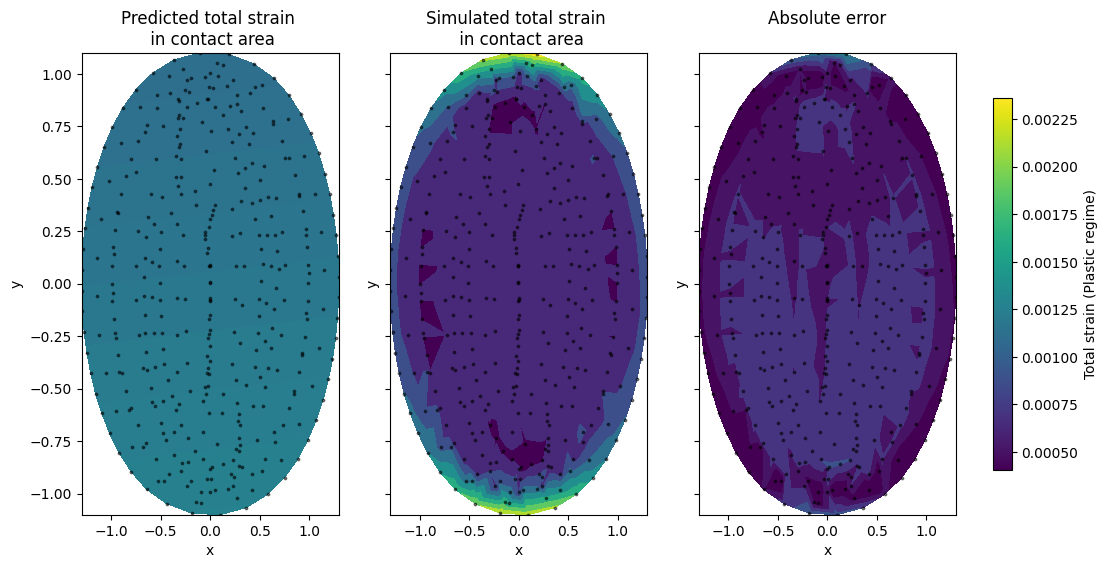 Predicted total strain
in contact area
Simulated total strain
in contact area
Absolute error
y
1.00
0.75
0.50
0.25
0.00
−0.25
−0.50
−0.75
−1.00
−1.0 −0.5 0.0 0.5 1.0
x
y
−1.0 −0.5 0.0 0.5 1.0
x
y
−1.0 −0.5 0.0 0.5 1.0
x
0.00225
0.00200
0.00175
0.00150
0.00125
0.00100
0.00075
0.00050
Total strain (Plastic regime)